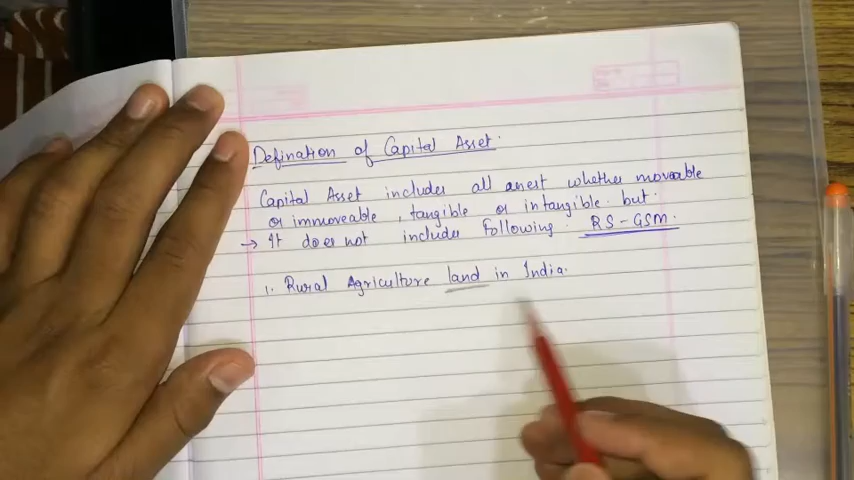 Defination of Capital Asset.
Capital Asset includes all anest whether moveable
or immoveable, tangible or intangible. but.
→ It does not includes following. RS-GSM.
1. Rural Agriculture land in India.